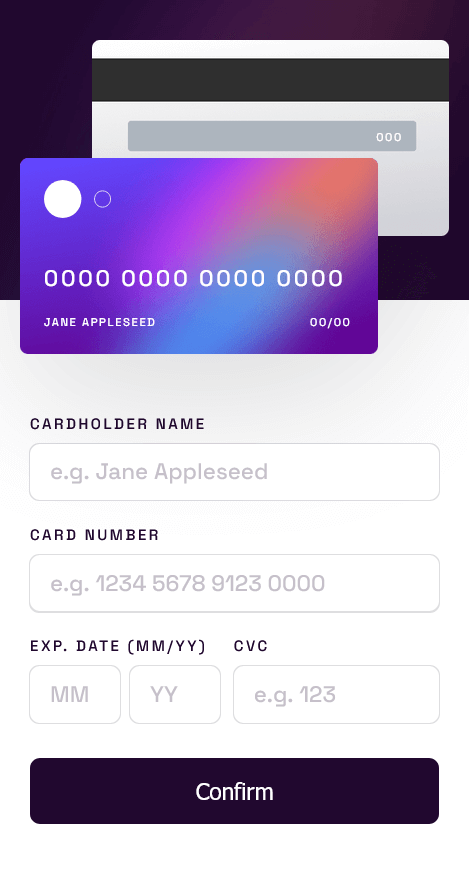 000
0000 0000 0000 0000
JANE APPLESEED 00/00
CARDHOLDER NAME
e.g. Jane Appleseed
CARD NUMBER
e.g. 1234 5678 9123 0000
EXP. DATE (MM/YY) CVC
MM YY e.g. 123
Confirm